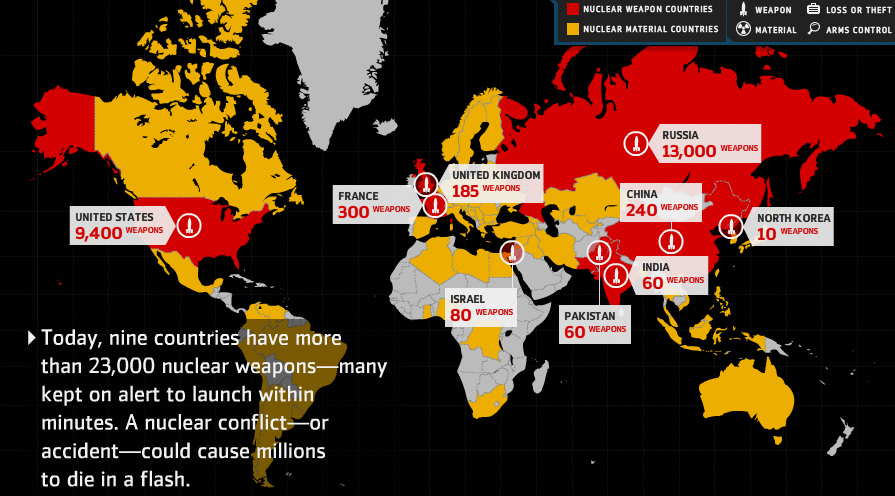 NUCLEAR WEAPON COUNTRIES
NUCLEAR MATERIAL COUNTRIES
WEAPON
LOSS OR THEFT
MATERIAL
ARMS CONTROL
RUSSIA
13,000 WEAPONS
UNITED KINGDOM
185 WEAPONS
FRANCE
300 WEAPONS
CHINA
240 WEAPONS
UNITED STATES
9,400 WEAPONS
NORTH KOREA
10 WEAPONS
INDIA
60 WEAPONS
ISRAEL
80 WEAPONS
PAKISTAN
60 WEAPONS
Today, nine countries have more
than 23,000 nuclear weapons—many
kept on alert to launch within
minutes. A nuclear conflict—or
accident—could cause millions
to die in a flash.